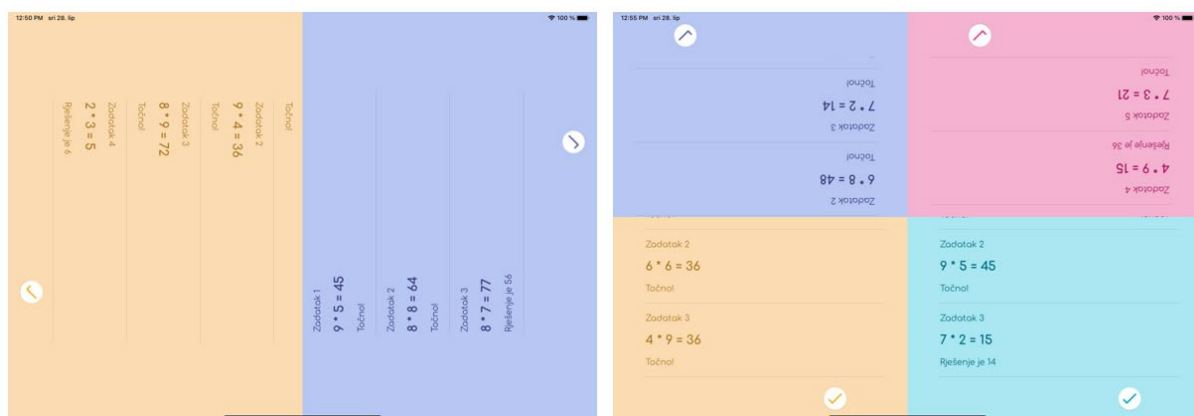 12:50 PM sri 28. lip
100 %
Točno!
Zadatak 2
9 * 4 = 36
Točno!
Zadatak 3
8 * 9 = 72
Točno!
Zadatak 4
2 * 3 = 5
Rješenje je 6
Zadatak 1
9 * 5 = 45
Točno!
Zadatak 2
8 * 8 = 64
Točno!
Zadatak 3
8 * 7 = 77
Rješenje je 56
12:55 PM sri 28. lip
100 %
Zadatak 2
6 * 8 = 48
Točno!
Zadatak 3
7 * 2 = 14
Točno!
Zadatak 4
4 * 9 = 15
Rješenje je 36
Zadatak 5
7 * 3 = 21
Točno!
Zadatak 2
6 * 6 = 36
Točno!
Zadatak 3
4 * 9 = 36
Točno!
Zadatak 2
9 * 5 = 45
Točno!
Zadatak 3
7 * 2 = 15
Rješenje je 14